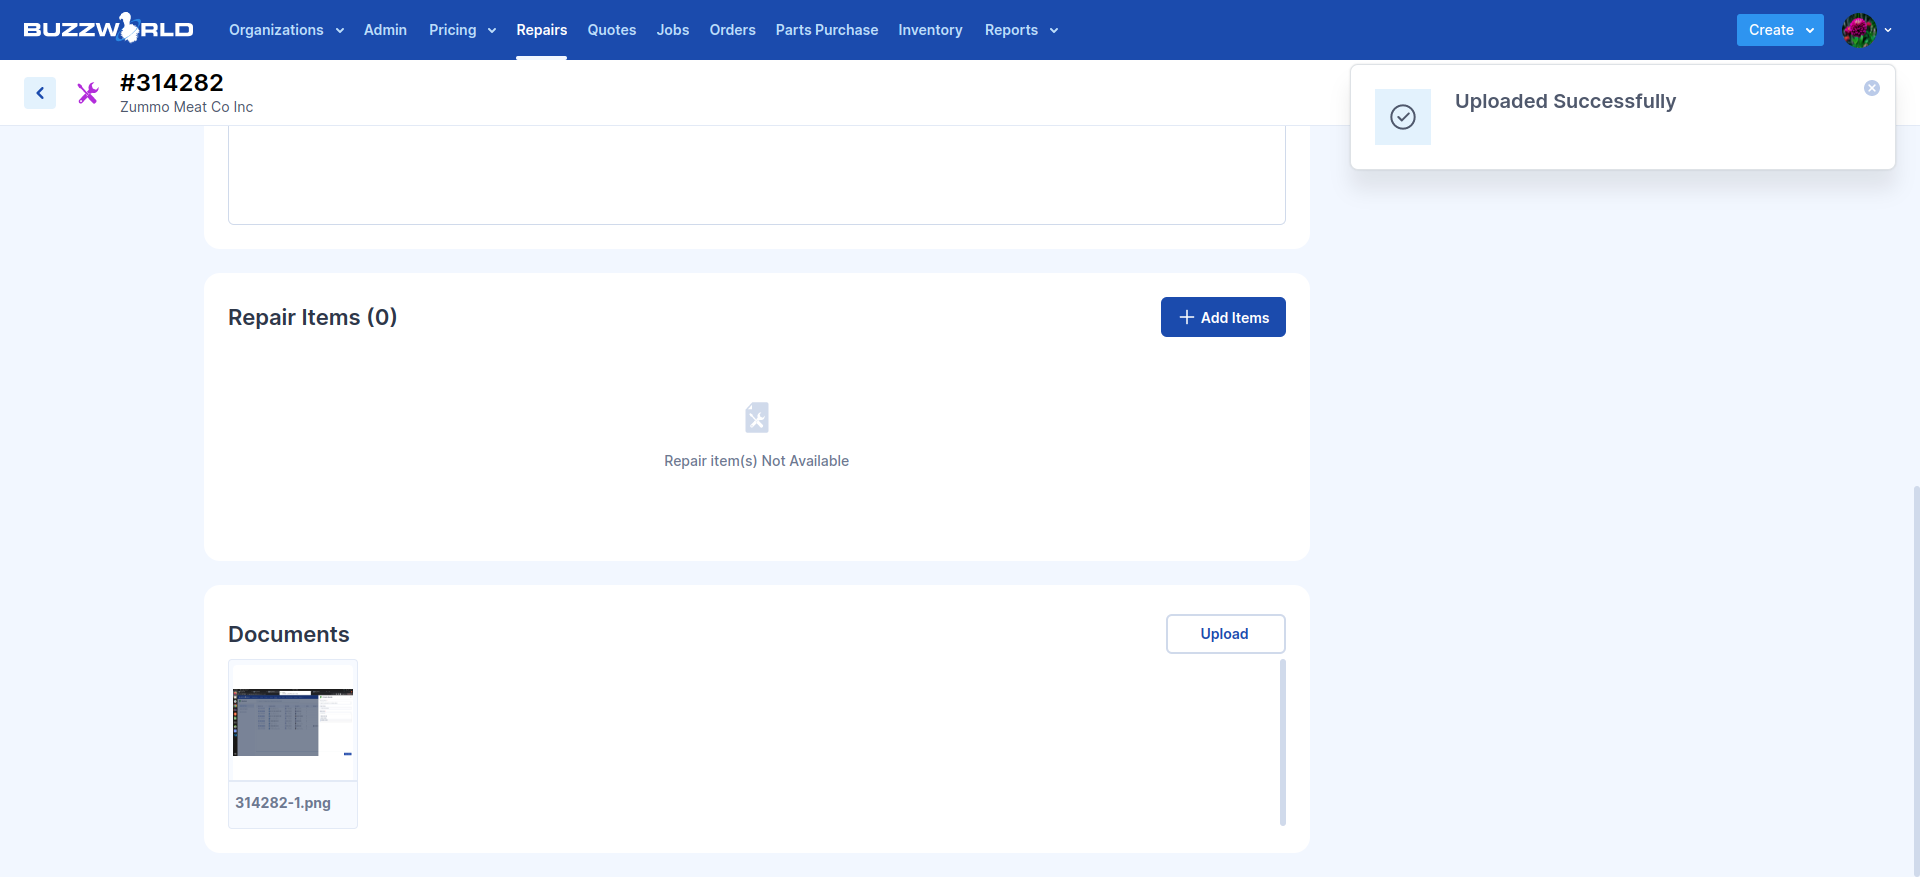 BUZZWORLD
Organizations Admin Pricing Repairs Quotes Jobs Orders Parts Purchase Inventory Reports Create
#314282
Zummo Meat Co Inc
Uploaded Successfully
Repair Items (0)
Add Items
Repair item(s) Not Available
Documents
Upload
314282-1.png